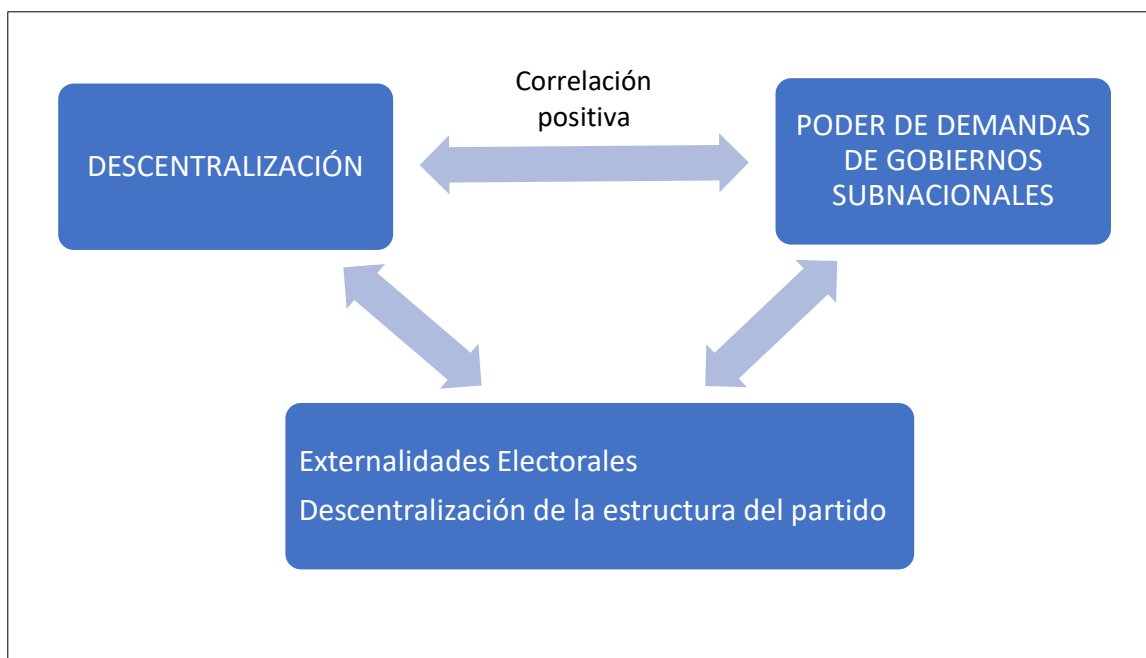 Correlación
positiva
DESCENTRALIZACIÓN
PODER DE DEMANDAS
DE GOBIERNOS
SUBNACIONALES
Externalidades Electorales
Descentralización de la estructura del partido